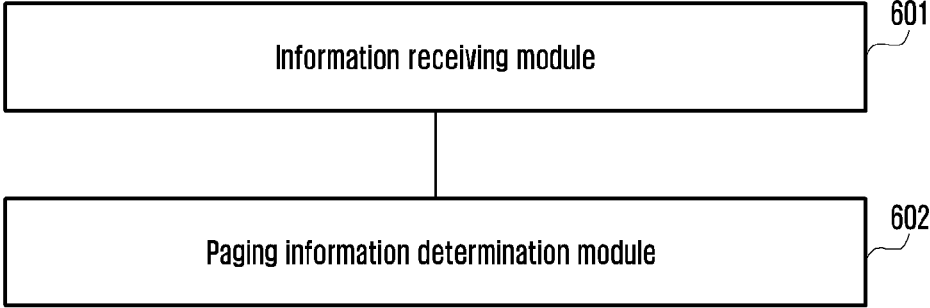 601
Information receiving module
602
Paging information determination module